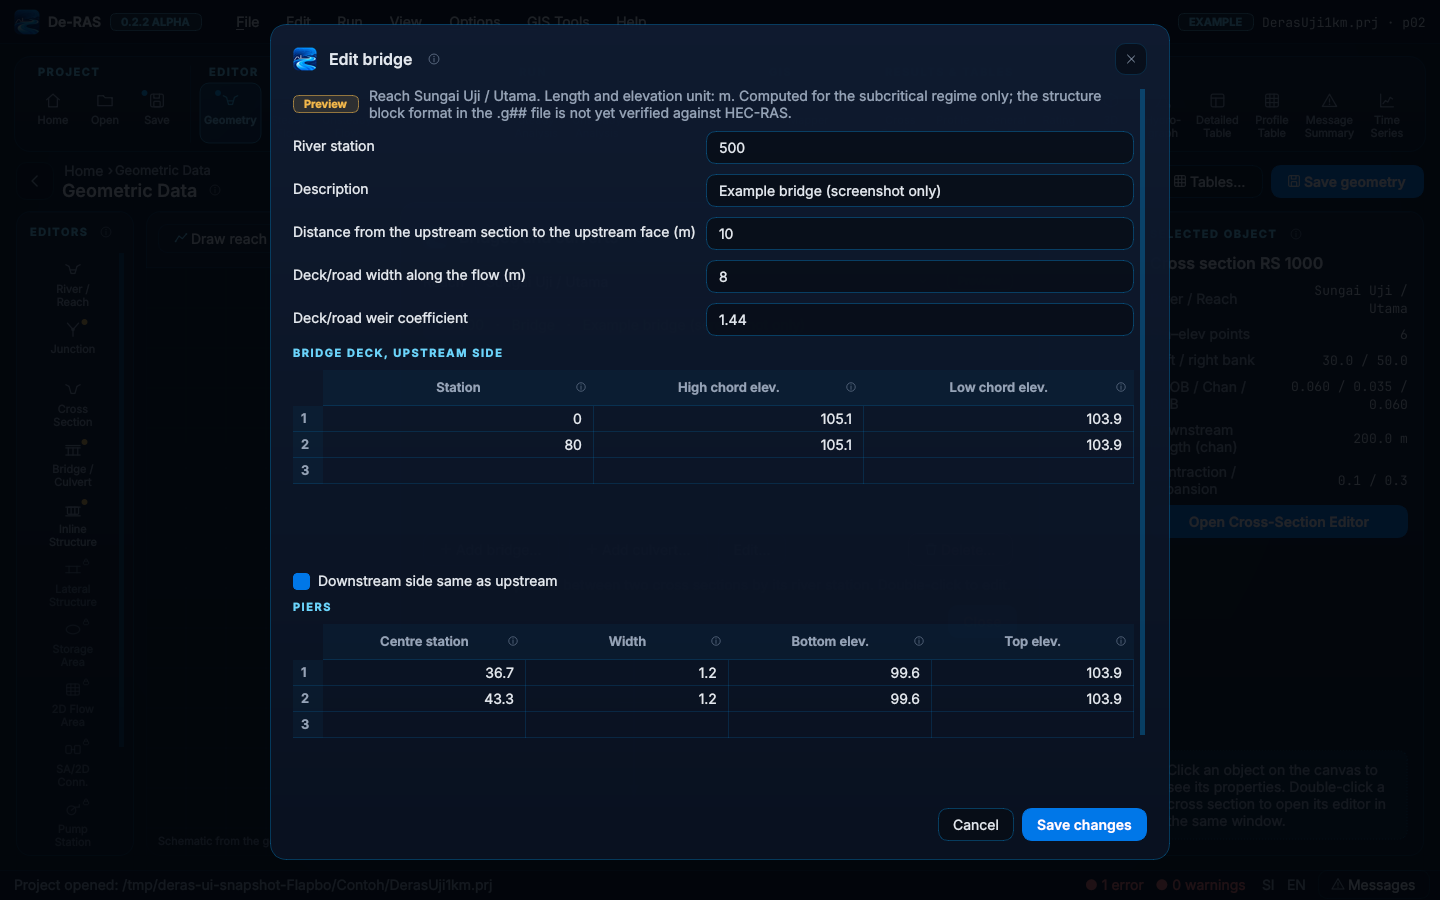 De-RAS 0.2.2 ALPHA File Edit Run View Options GIS Tools Help EXAMPLE DerasUji1km.prj · p02
PROJECT EDITOR
Home Open Save Geometry
Detailed Table Profile Table Message Summary Time Series
Home › Geometric Data
Geometric Data
Tables... Save geometry
EDITORS
Draw reach
River / Reach
Junction
Cross Section
Bridge / Culvert
Inline Structure
Lateral Structure
Storage Area
2D Flow Area
SA/2D Conn.
Pump Station
Edit bridge
Preview
Reach Sungai Uji / Utama. Length and elevation unit: m. Computed for the subcritical regime only; the structure
block format in the .g## file is not yet verified against HEC-RAS.
River station 500
Description Example bridge (screenshot only)
Distance from the upstream section to the upstream face (m) 10
Deck/road width along the flow (m) 8
Deck/road weir coefficient 1.44
BRIDGE DECK, UPSTREAM SIDE
Station High chord elev. Low chord elev.
1 0 105.1 103.9
2 80 105.1 103.9
3
Downstream side same as upstream
PIERS
Centre station Width Bottom elev. Top elev.
1 36.7 1.2 99.6 103.9
2 43.3 1.2 99.6 103.9
3
Cancel Save changes
LECTED OBJECT
oss section RS 1000
er / Reach Sungai Uji / Utama
-elev points 6
t / right bank 30.0 / 50.0
OB / Chan / B 0.060 / 0.035 / 0.060
wnstream gth (chan) 200.0 m
ntraction / pansion 0.1 / 0.3
Open Cross-Section Editor
Click an object on the canvas to
see its properties. Double-click a
cross section to open its editor in
the same window.
Schematic from the g
Project opened: /tmp/deras-ui-snapshot-Flapbo/Contoh/DerasUji1km.prj
1 error 0 warnings SI EN Messages